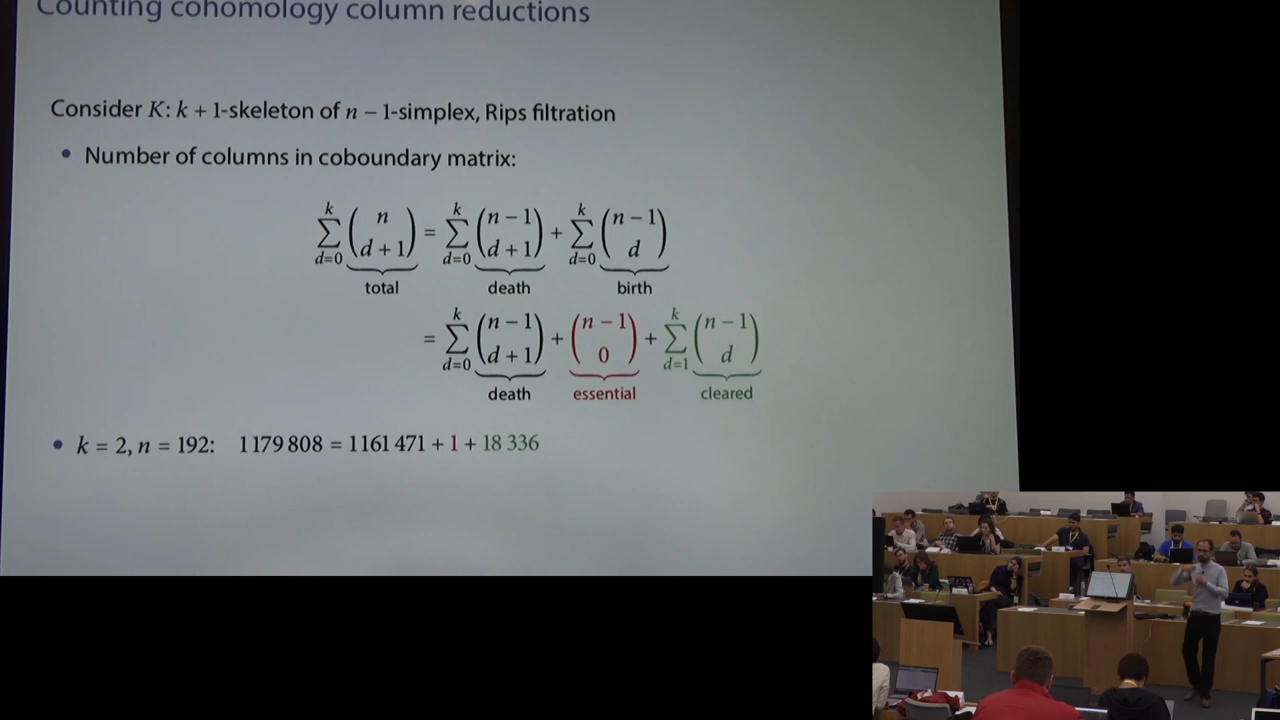 Counting cohomology column reductions
Consider K: k + 1-skeleton of n − 1-simplex, Rips filtration
• Number of columns in coboundary matrix:
∑_{d=0}^{k} (n choose d + 1) = ∑_{d=0}^{k} (n − 1 choose d + 1) + ∑_{d=0}^{k} (n − 1 choose d)
total death birth
= ∑_{d=0}^{k} (n − 1 choose d + 1) + (n − 1 choose 0) + ∑_{d=1}^{k} (n − 1 choose d)
death essential cleared
• k = 2, n = 192: 1 179 808 = 1 161 471 + 1 + 18 336